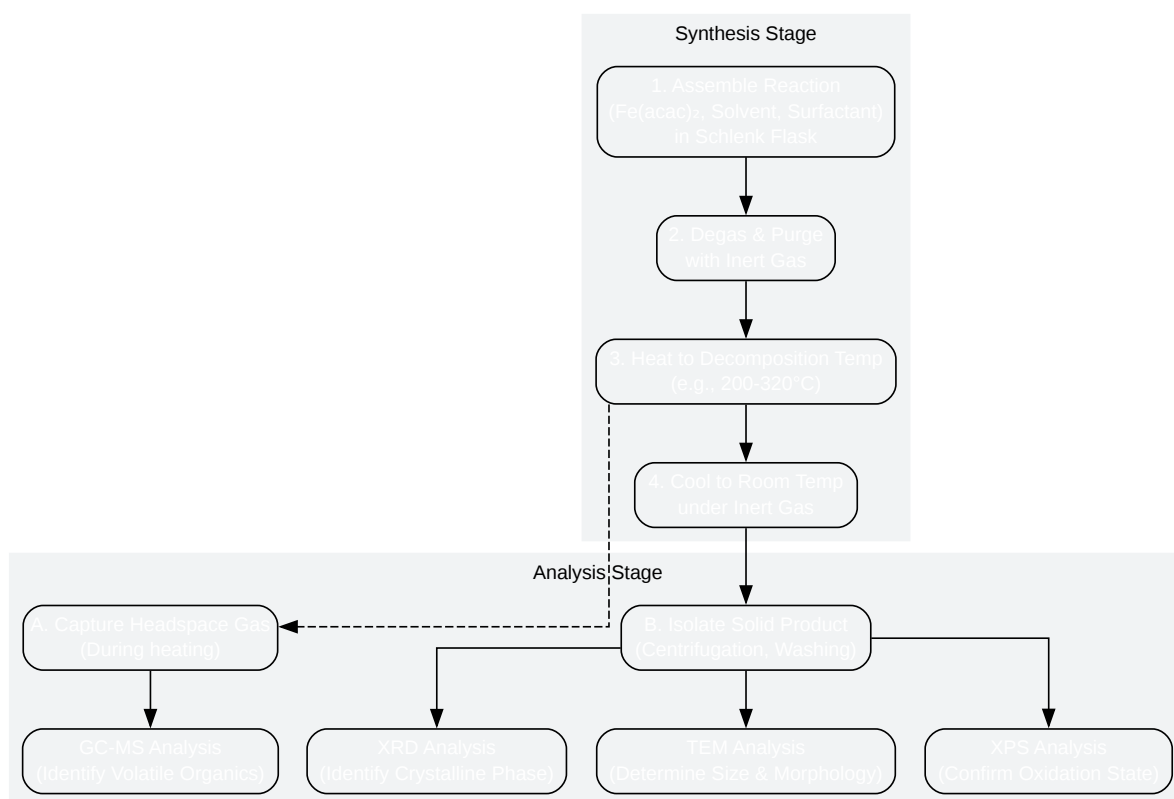 Synthesis Stage
1. Assemble Reaction
(Fe(acac)₂, Solvent, Surfactant)
in Schlenk Flask
2. Degas & Purge
with Inert Gas
3. Heat to Decomposition Temp
(e.g., 200-320°C)
4. Cool to Room Temp
under Inert Gas
Analysis Stage
A. Capture Headspace Gas
(During heating)
B. Isolate Solid Product
(Centrifugation, Washing)
GC-MS Analysis
(Identify Volatile Organics)
XRD Analysis
(Identify Crystalline Phase)
TEM Analysis
(Determine Size & Morphology)
XPS Analysis
(Confirm Oxidation State)